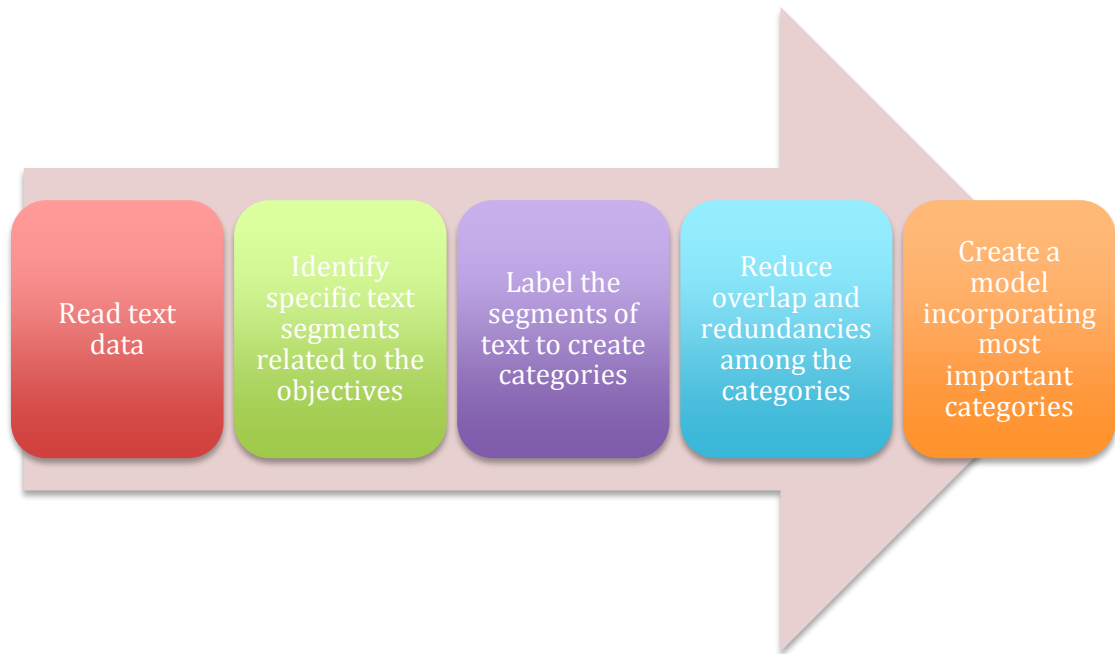 Read text
data
Identify
specific text
segments
related to the
objectives
Label the
segments of
text to create
categories
Reduce
overlap and
redundancies
among the
categories
Create a
model
incorporating
most
important
categories